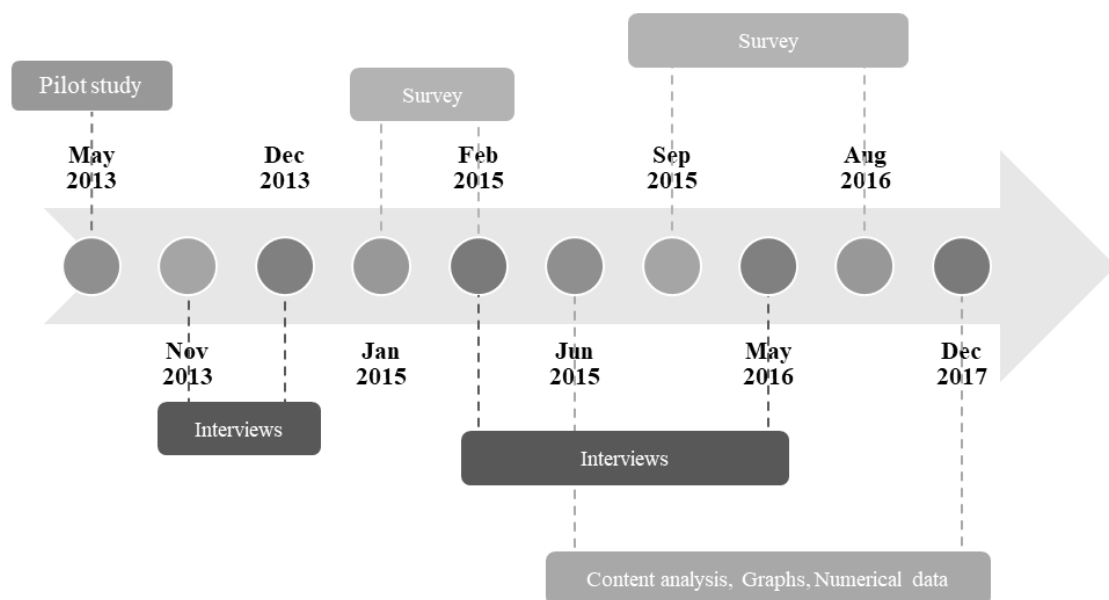 Survey
Pilot study
Survey
May
2013
Dec
2013
Feb
2015
Sep
2015
Aug
2016
Nov
2013
Jan
2015
Jun
2015
May
2016
Dec
2017
Interviews
Interviews
Content analysis, Graphs, Numerical data